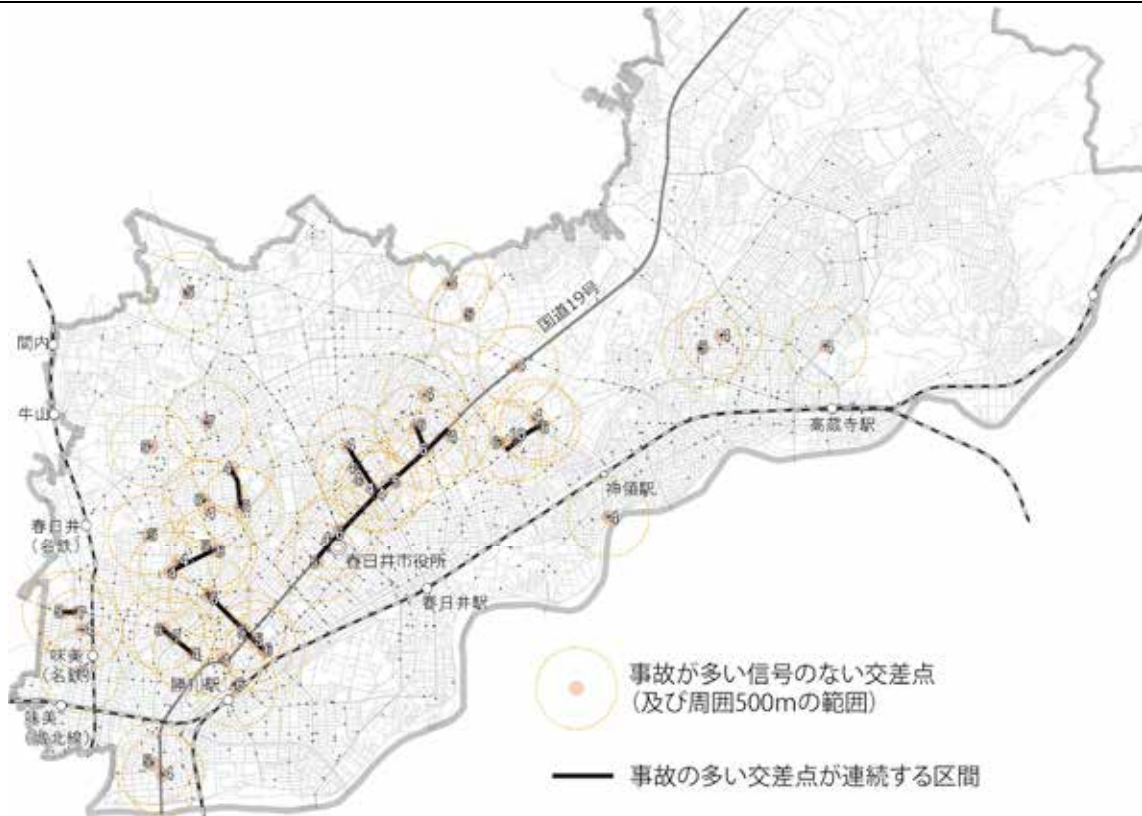 国道19号
間内
牛山
高蔵寺駅
神領駅
春日井
（名鉄）
春日井市役所
春日井駅
味美
（名鉄）
勝川駅
味美
（城北線）
事故が多い信号のない交差点
（及び周囲500mの範囲）
事故の多い交差点が連続する区間